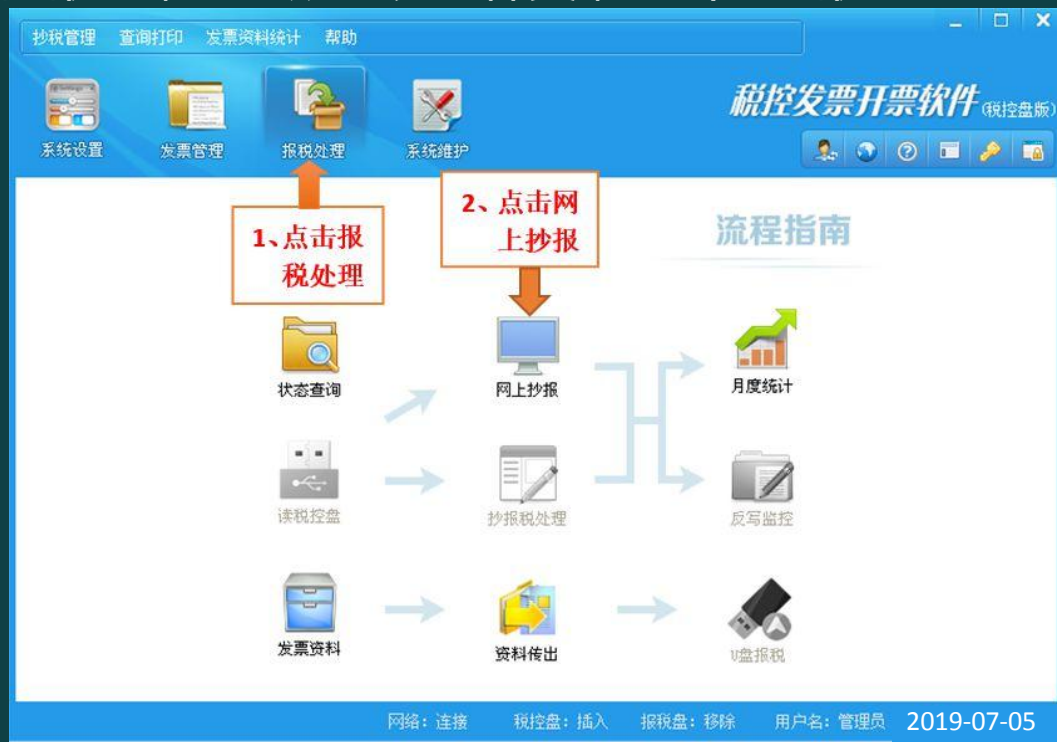 抄税管理 查询打印 发票资料统计 帮助
税控发票开票软件(税控盘版)
系统设置 发票管理 报税处理 系统维护
1、点击报
税处理
2、点击网
上抄报
流程指南
状态查询 网上抄报 月度统计
读税控盘 抄报税处理 反写监控
发票资料 资料传出 U盘报税
网络：连接 税控盘：插入 报税盘：移除 用户名：管理员 2019-07-05